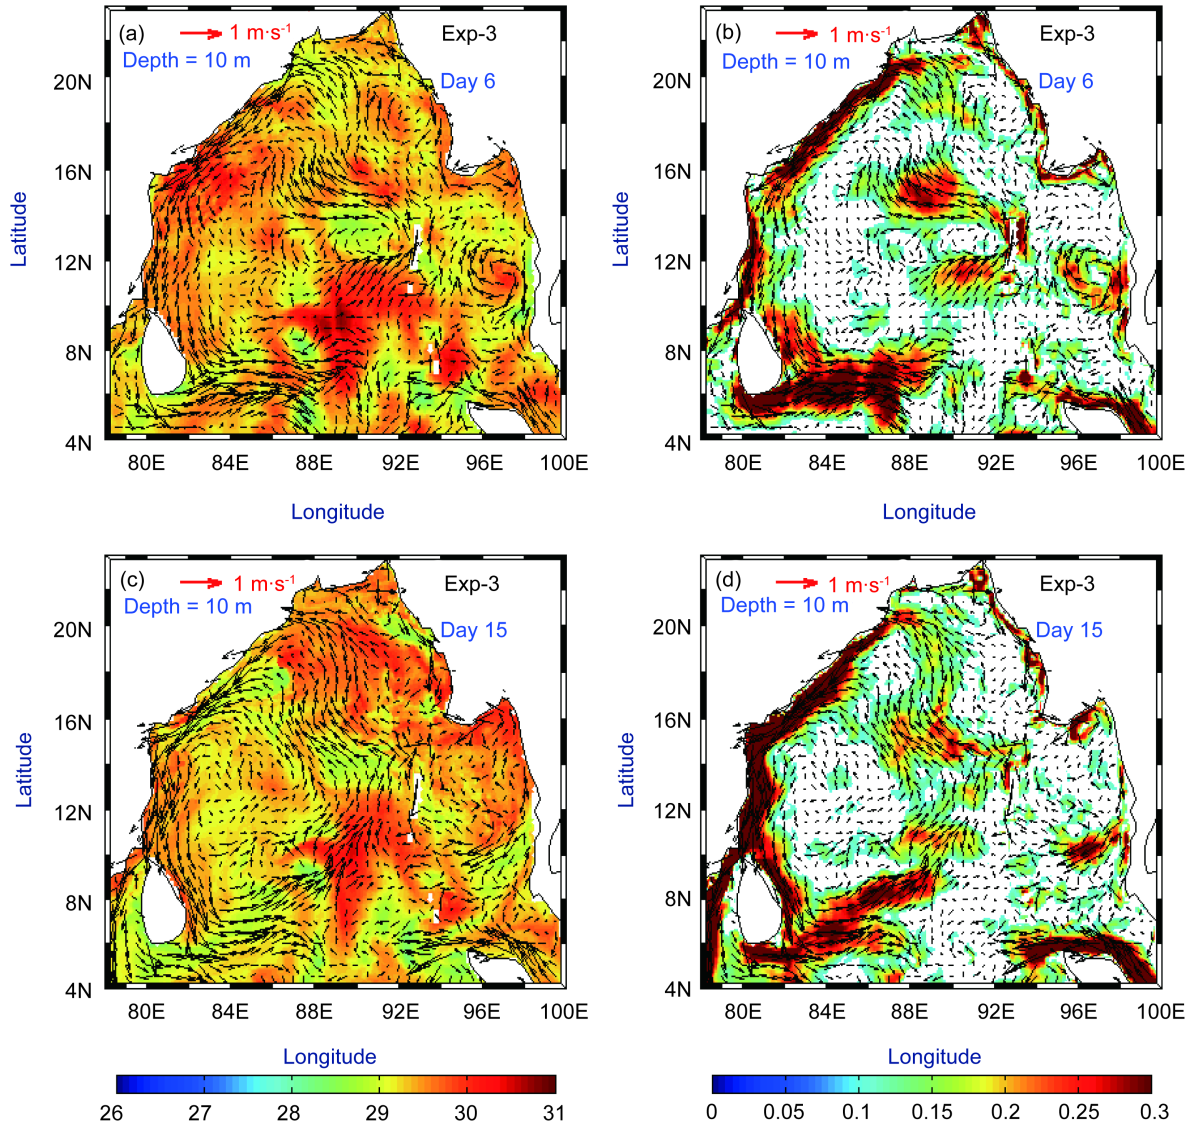 (a) 1 m·s⁻¹ Exp-3
Depth = 10 m
Day 6
20N
16N
12N
8N
4N
Latitude
80E 84E 88E 92E 96E 100E
Longitude
(b) 1 m·s⁻¹ Exp-3
Depth = 10 m
Day 6
20N
16N
12N
8N
4N
Latitude
80E 84E 88E 92E 96E 100E
Longitude
(c) 1 m·s⁻¹ Exp-3
Depth = 10 m
Day 15
20N
16N
12N
8N
4N
Latitude
80E 84E 88E 92E 96E 100E
Longitude
(d) 1 m·s⁻¹ Exp-3
Depth = 10 m
Day 15
20N
16N
12N
8N
4N
Latitude
80E 84E 88E 92E 96E 100E
Longitude
26 27 28 29 30 31
0 0.05 0.1 0.15 0.2 0.25 0.3